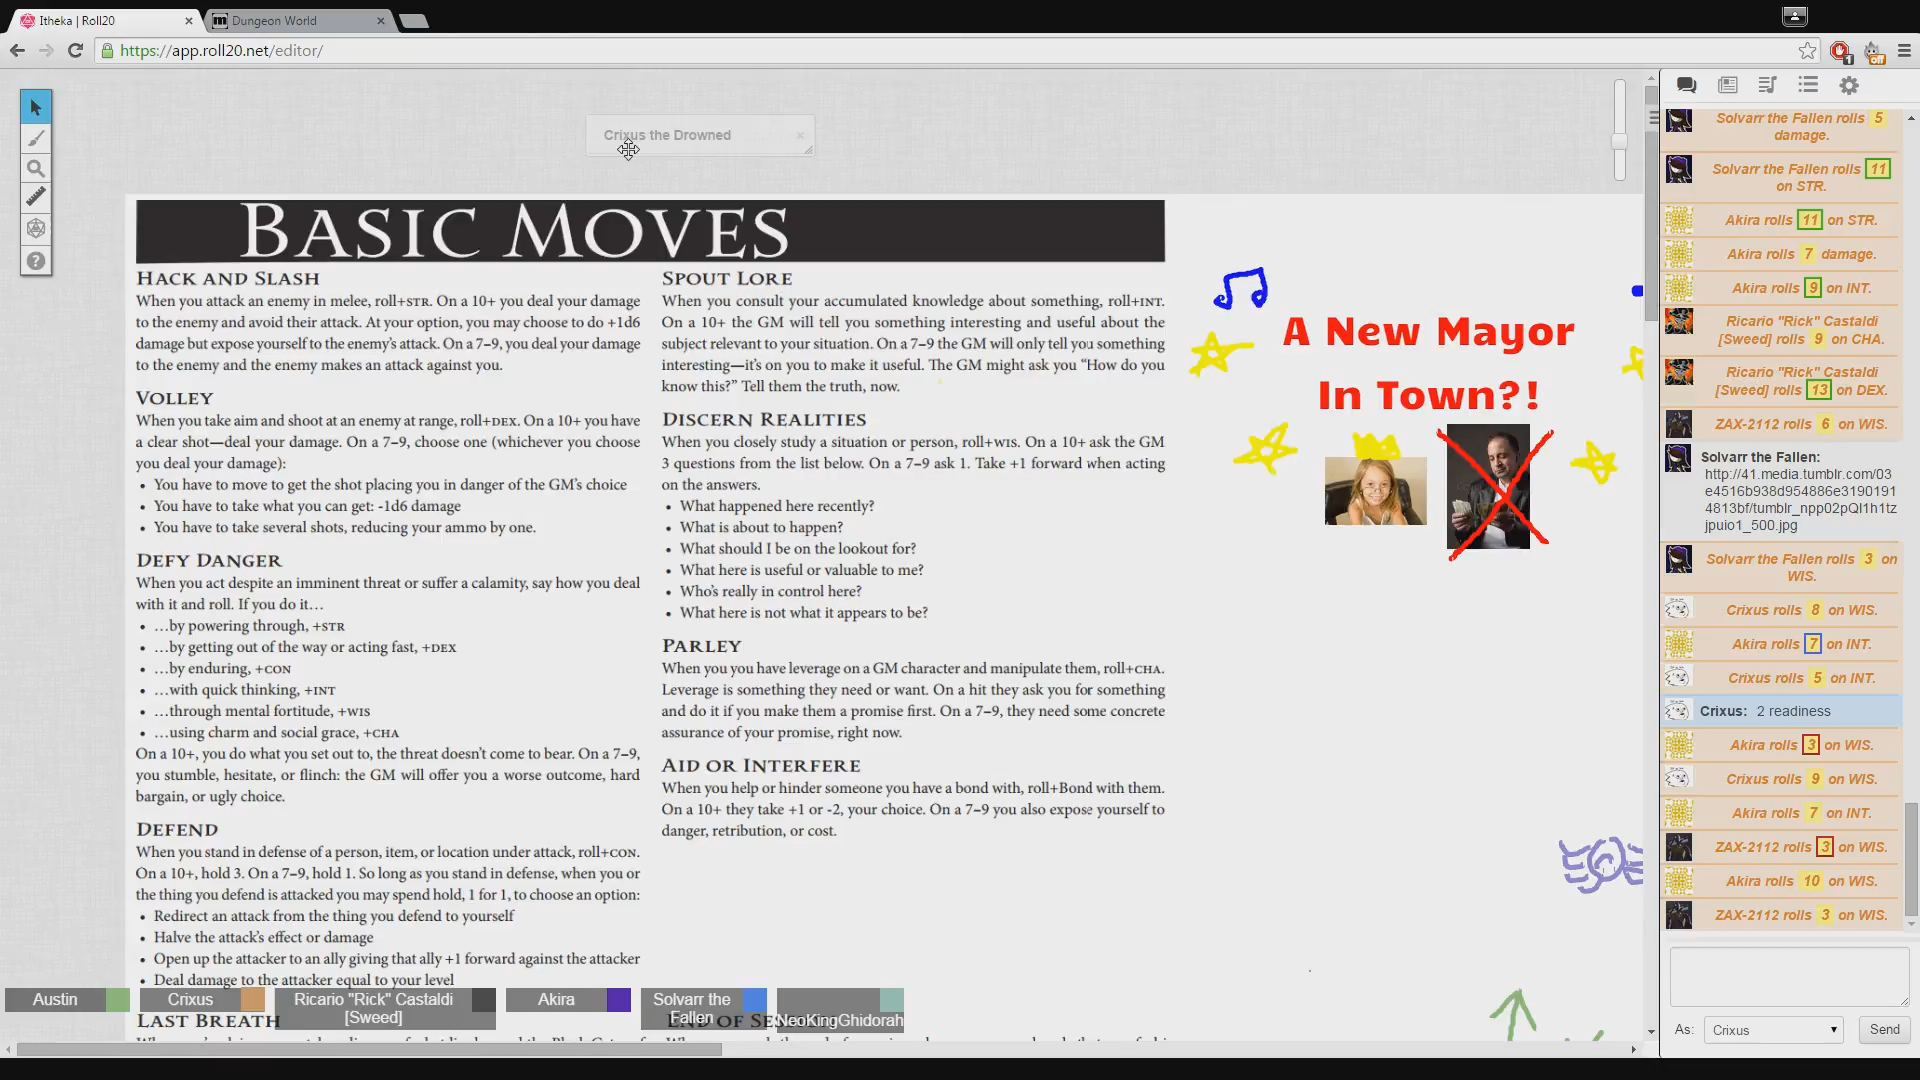 Itheka | Roll20
Dungeon World
https://app.roll20.net/editor/
Crixus the Drowned
BASIC MOVES
HACK AND SLASH
When you attack an enemy in melee, roll+STR. On a 10+ you deal your damage
to the enemy and avoid their attack. At your option, you may choose to do +1d6
damage but expose yourself to the enemy's attack. On a 7–9, you deal your damage
to the enemy and the enemy makes an attack against you.
VOLLEY
When you take aim and shoot at an enemy at range, roll+DEX. On a 10+ you have
a clear shot—deal your damage. On a 7–9, choose one (whichever you choose
you deal your damage):
• You have to move to get the shot placing you in danger of the GM's choice
• You have to take what you can get: -1d6 damage
• You have to take several shots, reducing your ammo by one.
DEFY DANGER
When you act despite an imminent threat or suffer a calamity, say how you deal
with it and roll. If you do it…
• …by powering through, +STR
• …by getting out of the way or acting fast, +DEX
• …by enduring, +CON
• …with quick thinking, +INT
• …through mental fortitude, +WIS
• …using charm and social grace, +CHA
On a 10+, you do what you set out to, the threat doesn't come to bear. On a 7–9,
you stumble, hesitate, or flinch: the GM will offer you a worse outcome, hard
bargain, or ugly choice.
DEFEND
When you stand in defense of a person, item, or location under attack, roll+CON.
On a 10+, hold 3. On a 7–9, hold 1. So long as you stand in defense, when you or
the thing you defend is attacked you may spend hold, 1 for 1, to choose an option:
• Redirect an attack from the thing you defend to yourself
• Halve the attack's effect or damage
• Open up the attacker to an ally giving that ally +1 forward against the attacker
• Deal damage to the attacker equal to your level
LAST BREATH
SPOUT LORE
When you consult your accumulated knowledge about something, roll+INT.
On a 10+ the GM will tell you something interesting and useful about the
subject relevant to your situation. On a 7–9 the GM will only tell you something
interesting—it's on you to make it useful. The GM might ask you "How do you
know this?" Tell them the truth, now.
DISCERN REALITIES
When you closely study a situation or person, roll+WIS. On a 10+ ask the GM
3 questions from the list below. On a 7–9 ask 1. Take +1 forward when acting
on the answers.
• What happened here recently?
• What is about to happen?
• What should I be on the lookout for?
• What here is useful or valuable to me?
• Who's really in control here?
• What here is not what it appears to be?
PARLEY
When you you have leverage on a GM character and manipulate them, roll+CHA.
Leverage is something they need or want. On a hit they ask you for something
and do it if you make them a promise first. On a 7–9, they need some concrete
assurance of your promise, right now.
AID OR INTERFERE
When you help or hinder someone you have a bond with, roll+Bond with them.
On a 10+ they take +1 or -2, your choice. On a 7–9 you also expose yourself to
danger, retribution, or cost.
END OF SES
A New Mayor
In Town?!
Austin
Crixus
Ricario "Rick" Castaldi
[Sweed]
Akira
Solvarr the
Fallen
NeoKingGhidorah
Solvarr the Fallen rolls 5
damage.
Solvarr the Fallen rolls 11
on STR.
Akira rolls 11 on STR.
Akira rolls 7 damage.
Akira rolls 9 on INT.
Ricario "Rick" Castaldi
[Sweed] rolls 9 on CHA.
Ricario "Rick" Castaldi
[Sweed] rolls 13 on DEX.
ZAX-2112 rolls 6 on WIS.
Solvarr the Fallen:
http://41.media.tumblr.com/03
e4516b938d954886e3190191
4813bf/tumblr_npp02pQI1h1tz
jpuio1_500.jpg
Solvarr the Fallen rolls 3 on
WIS.
Crixus rolls 8 on WIS.
Akira rolls 7 on INT.
Crixus rolls 5 on INT.
Crixus: 2 readiness
Akira rolls 3 on WIS.
Crixus rolls 9 on WIS.
Akira rolls 7 on INT.
ZAX-2112 rolls 3 on WIS.
Akira rolls 10 on WIS.
ZAX-2112 rolls 3 on WIS.
As: Crixus
Send